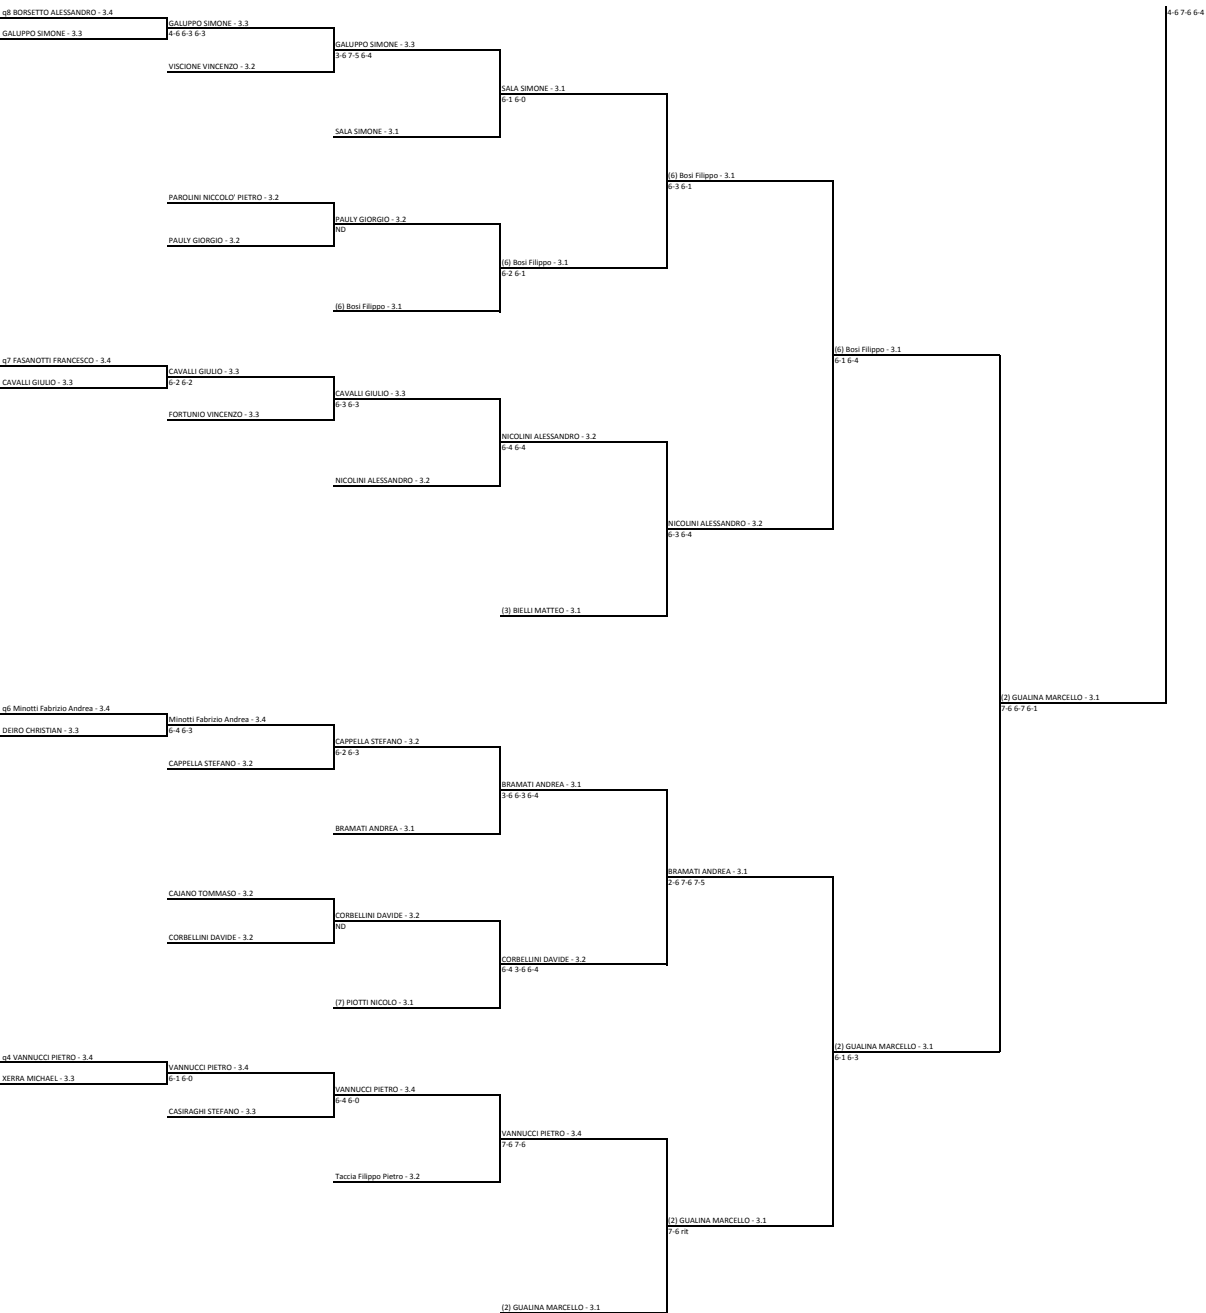 q8 BORSETTO ALESSANDRO - 3.4
4-6 7-6 6-4
GALUPPO SIMONE - 3.3
GALUPPO SIMONE - 3.3
4-6 6-3 6-3
GALUPPO SIMONE - 3.3
3-6 7-5 6-4
VISCIONE VINCENZO - 3.2
SALA SIMONE - 3.1
6-1 6-0
SALA SIMONE - 3.1
(6) Bosi Filippo - 3.1
6-3 6-1
PAROLINI NICCOLO' PIETRO - 3.2
PAULY GIORGIO - 3.2
ND
PAULY GIORGIO - 3.2
(6) Bosi Filippo - 3.1
6-2 6-1
(6) Bosi Filippo - 3.1
(6) Bosi Filippo - 3.1
6-1 6-4
q7 FASANOTTI FRANCESCO - 3.4
CAVALLI GIULIO - 3.3
6-2 6-2
CAVALLI GIULIO - 3.3
CAVALLI GIULIO - 3.3
6-3 6-3
FORTUNIO VINCENZO - 3.3
NICOLINI ALESSANDRO - 3.2
6-4 6-4
NICOLINI ALESSANDRO - 3.2
NICOLINI ALESSANDRO - 3.2
6-3 6-4
(3) BIELLI MATTEO - 3.1
(2) GUALINA MARCELLO - 3.1
7-6 6-7 6-1
q6 Minotti Fabrizio Andrea - 3.4
Minotti Fabrizio Andrea - 3.4
6-4 6-3
DEIRO CHRISTIAN - 3.3
CAPPELLA STEFANO - 3.2
6-2 6-3
CAPPELLA STEFANO - 3.2
BRAMATI ANDREA - 3.1
3-6 6-3 6-4
BRAMATI ANDREA - 3.1
BRAMATI ANDREA - 3.1
2-6 7-6 7-5
CAJANO TOMMASO - 3.2
CORBELLINI DAVIDE - 3.2
ND
CORBELLINI DAVIDE - 3.2
CORBELLINI DAVIDE - 3.2
6-4 3-6 6-4
(7) PIOTTI NICOLO - 3.1
(2) GUALINA MARCELLO - 3.1
6-1 6-3
q4 VANNUCCI PIETRO - 3.4
VANNUCCI PIETRO - 3.4
6-1 6-0
XERRA MICHAEL - 3.3
VANNUCCI PIETRO - 3.4
6-4 6-0
CASIRAGHI STEFANO - 3.3
VANNUCCI PIETRO - 3.4
7-6 7-6
Taccia Filippo Pietro - 3.2
(2) GUALINA MARCELLO - 3.1
7-6 rit
(2) GUALINA MARCELLO - 3.1